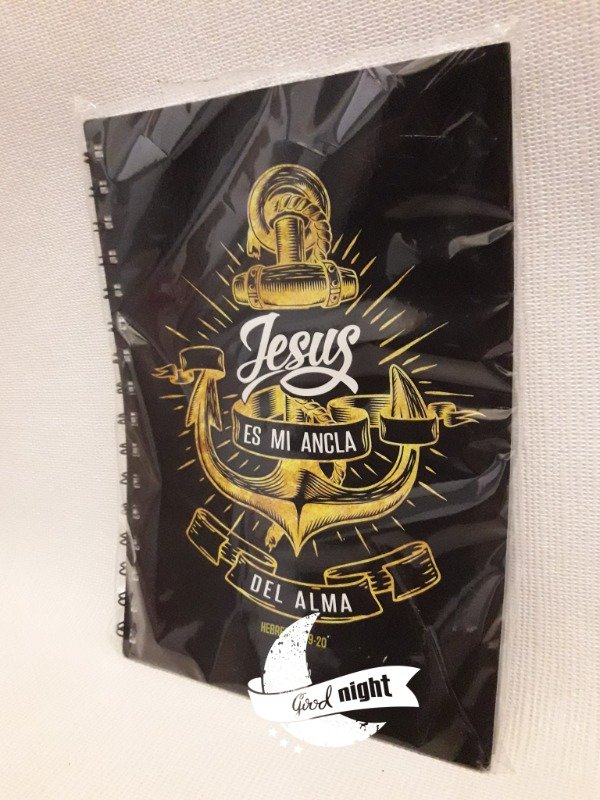 Jesus
ES MI ANCLA
DEL ALMA
Good night